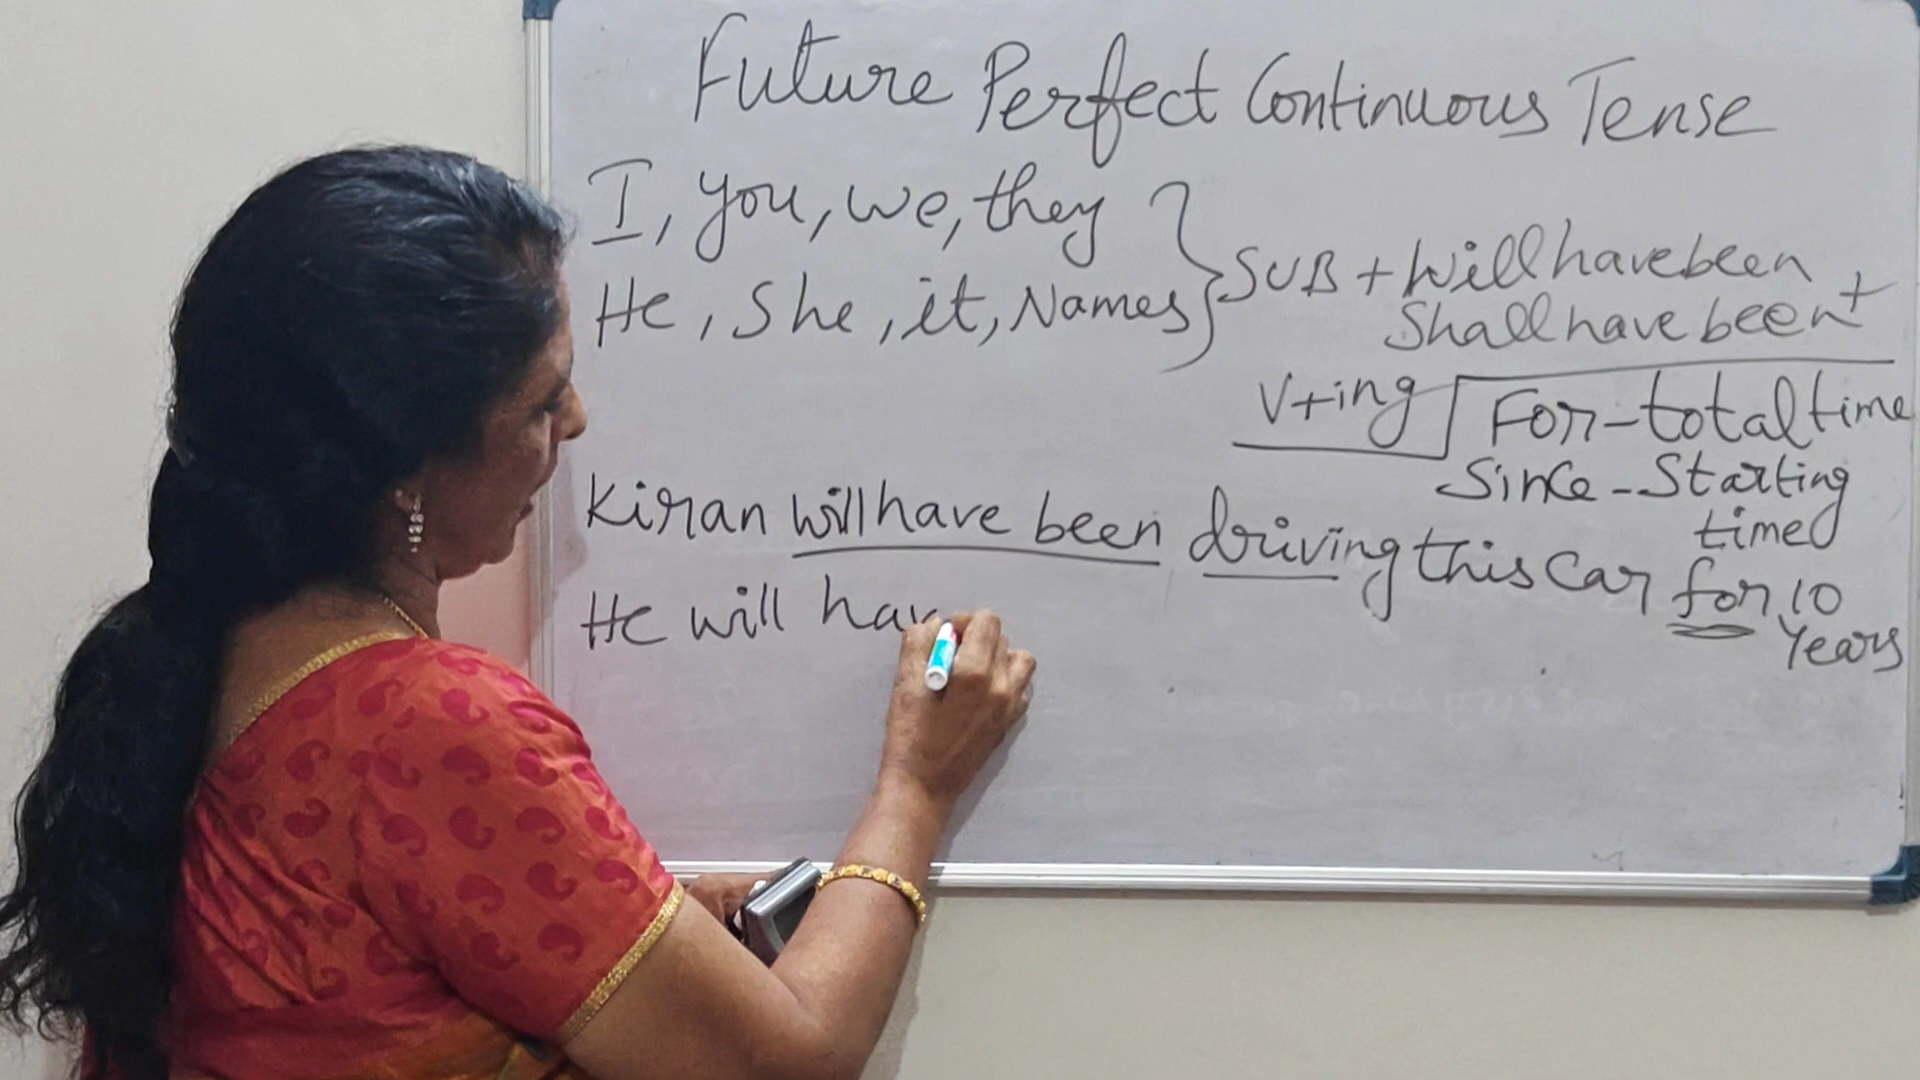 Future Perfect Continuous Tense
I, you, we, they
He, She, it, Names
SUB + Will have been
Shall have been +
V+ing
For - total time
Since - Starting
time
Kiran will have been driving this Car for 10
Years
He will hav